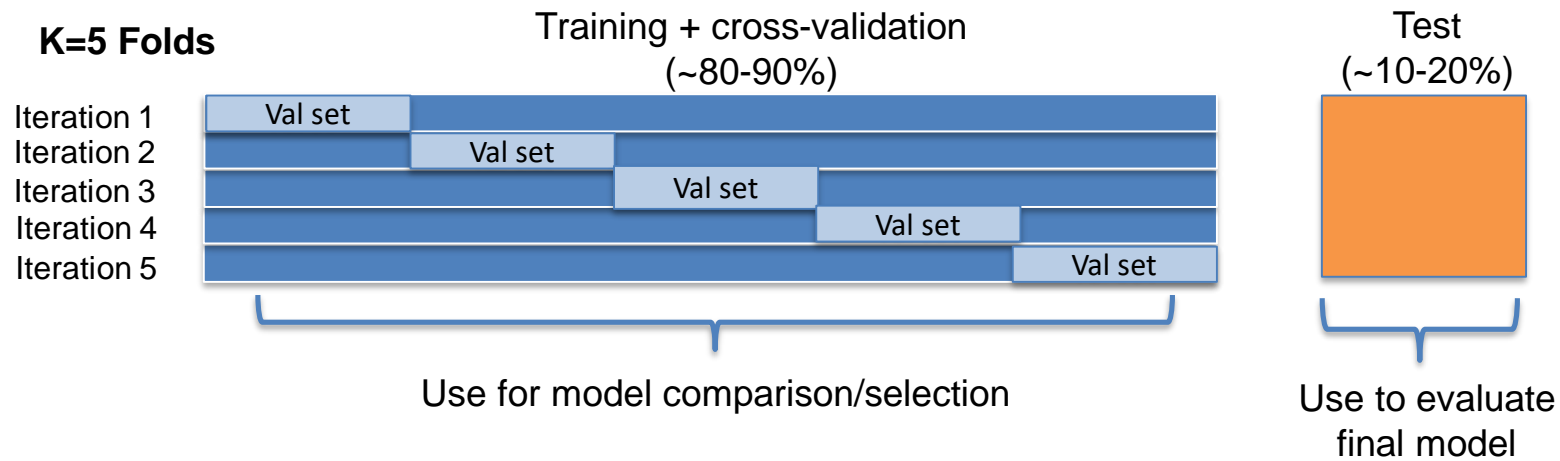 K=5 Folds
Training + cross-validation
(~80-90%)
Test
(~10-20%)
Iteration 1
Val set
Iteration 2
Val set
Iteration 3
Val set
Iteration 4
Val set
Iteration 5
Val set
Use for model comparison/selection
Use to evaluate
final model